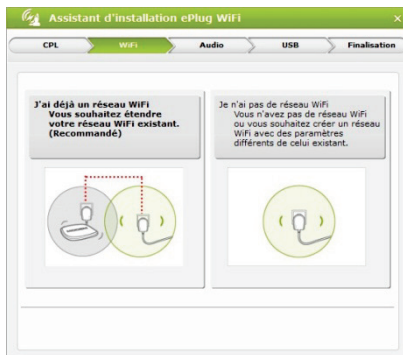 Assistant d'installation ePlug WiFi
CPL WiFi Audio USB Finalisation
J'ai déjà un réseau WiFi
Vous souhaitez étendre
votre réseau WiFi existant.
(Recommandé)
Je n'ai pas de réseau WiFi
Vous n'avez pas de réseau WiFi
ou vous souhaitez créer un réseau
WiFi avec des paramètres
différents de celui existant.